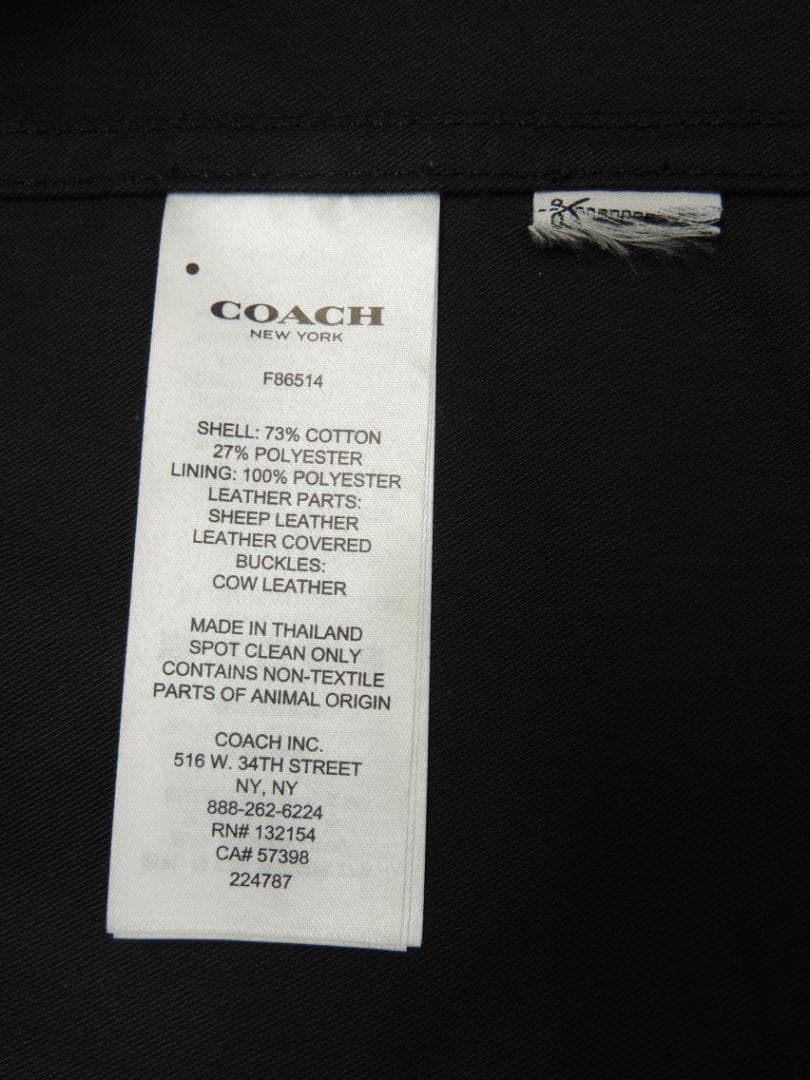 COACH
NEW YORK
F86514
SHELL: 73% COTTON
27% POLYESTER
LINING: 100% POLYESTER
LEATHER PARTS:
SHEEP LEATHER
LEATHER COVERED
BUCKLES:
COW LEATHER
MADE IN THAILAND
SPOT CLEAN ONLY
CONTAINS NON-TEXTILE
PARTS OF ANIMAL ORIGIN
COACH INC.
516 W. 34TH STREET
NY, NY
888-262-6224
RN# 132154
CA# 57398
224787